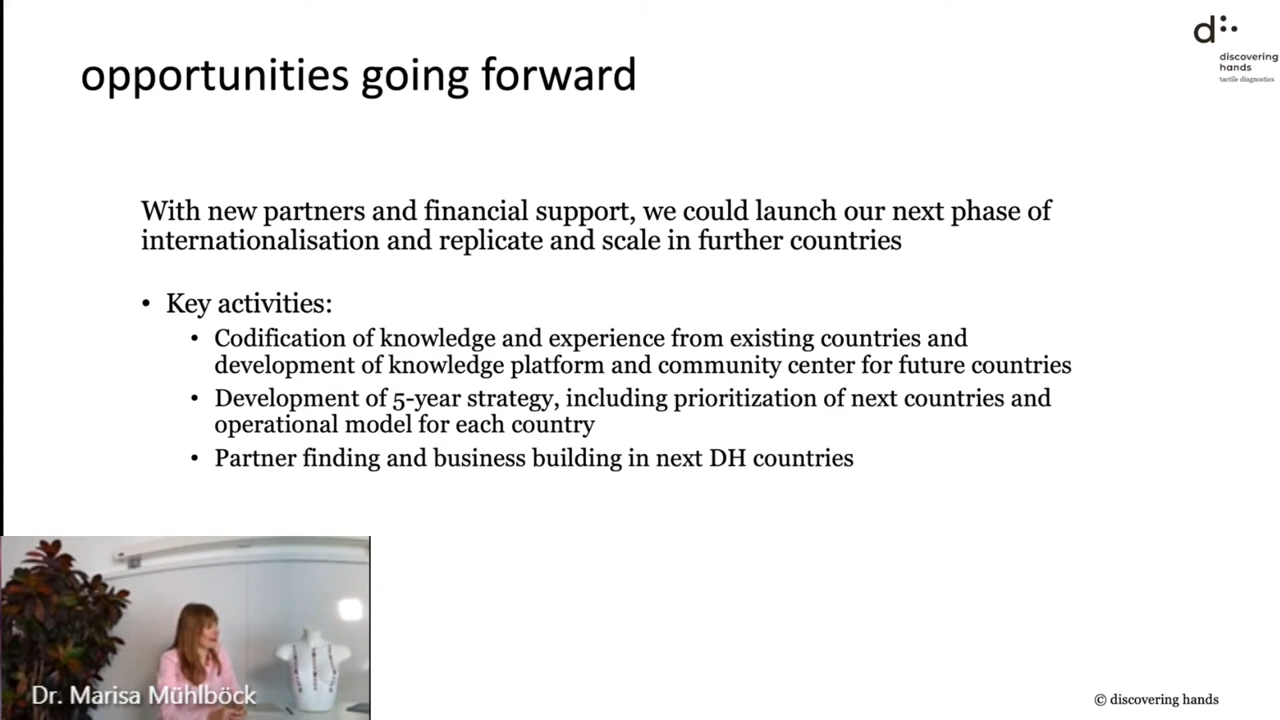 opportunities going forward
d
discovering
hands
tactile diagnostics
With new partners and financial support, we could launch our next phase of
internationalisation and replicate and scale in further countries
• Key activities:
• Codification of knowledge and experience from existing countries and
development of knowledge platform and community center for future countries
• Development of 5-year strategy, including prioritization of next countries and
operational model for each country
• Partner finding and business building in next DH countries
Dr. Marisa Mühlböck
© discovering hands